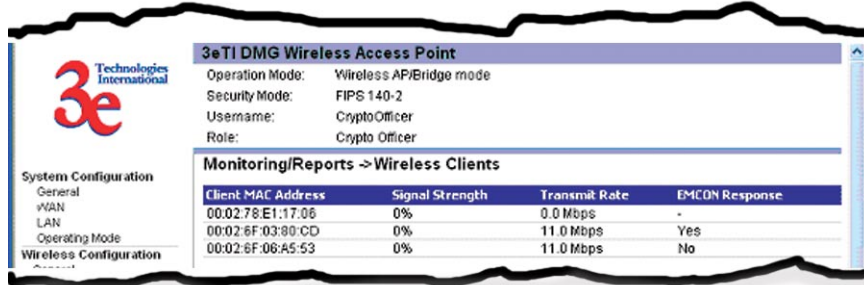 3e Technologies International
3eTI DMG Wireless Access Point
Operation Mode: Wireless AP/Bridge mode
Security Mode: FIPS 140-2
Username: CryptoOfficer
Role: Crypto Officer
System Configuration
General
WAN
LAN
Operating Mode
Wireless Configuration
General
Monitoring/Reports -> Wireless Clients
Client MAC Address Signal Strength Transmit Rate EMCON Response
00:02:78:E1:17:06 0% 0.0 Mbps -
00:02:6F:03:80:CD 0% 11.0 Mbps Yes
00:02:6F:06:A5:53 0% 11.0 Mbps No